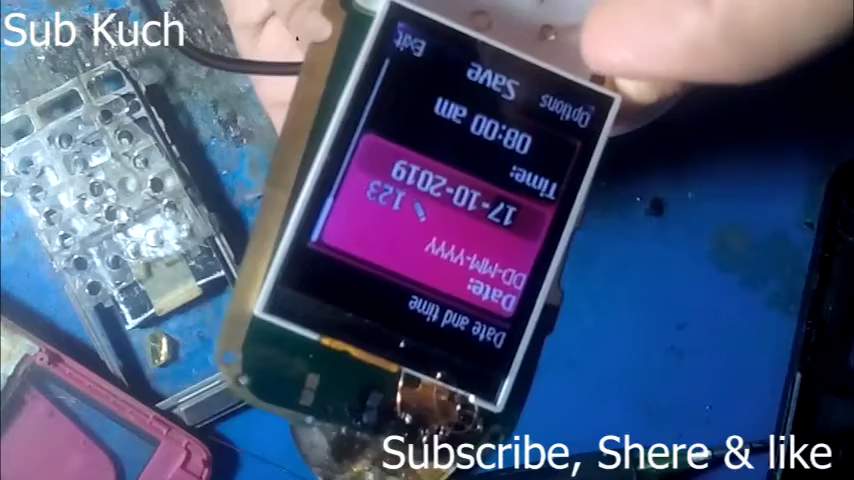 Sub Kuch
Date and time
Date:
DD-MM-YYYY
123
17-10-2019
Time:
08:00 am
Options
Save
Exit
Subscribe, Shere & like